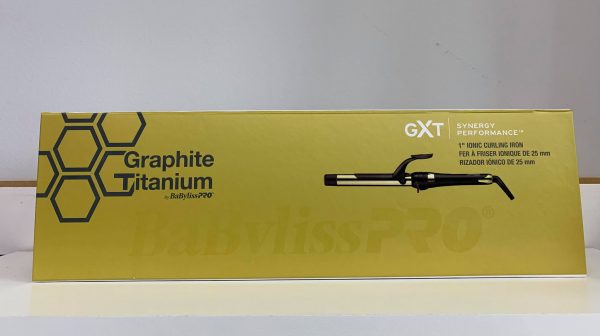 Graphite
Titanium
by BaBylissPRO®
GXT
SYNERGY
PERFORMANCE™
1" IONIC CURLING IRON
FER À FRISER IONIQUE DE 25 mm
RIZADOR IÓNICO DE 25 mm
BaBylissPRO®